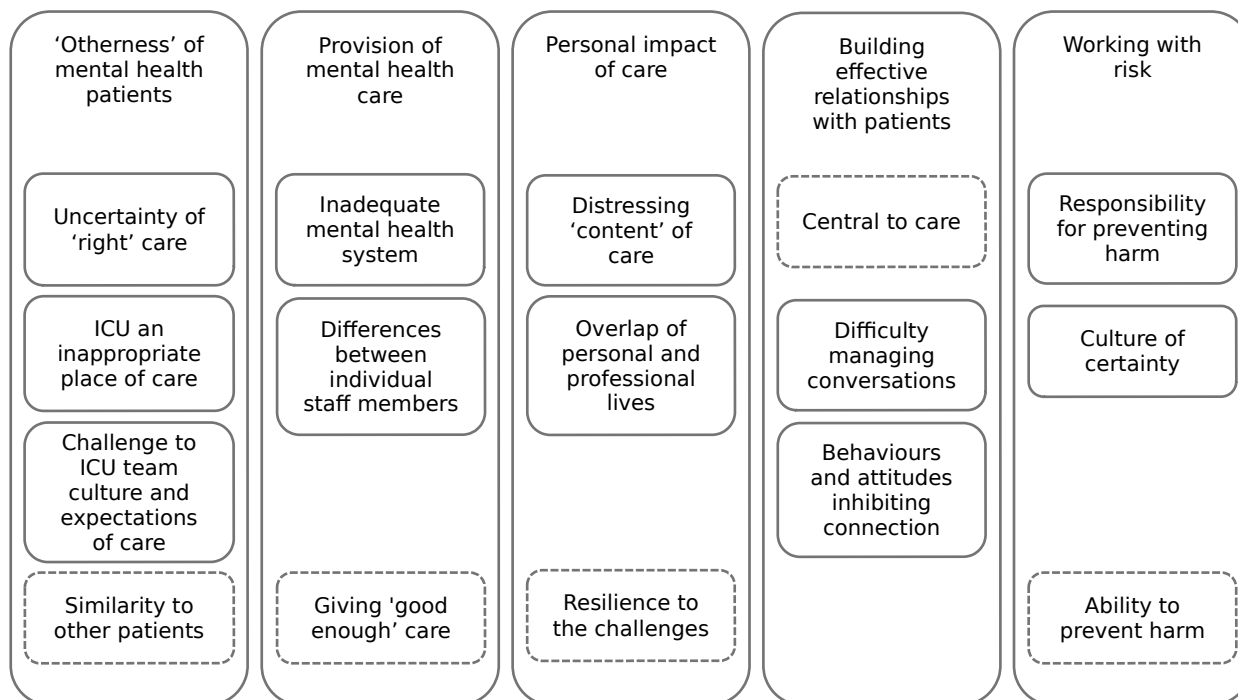 ‘Otherness’ of
mental health
patients
Uncertainty of
‘right’ care
ICU an
inappropriate
place of care
Challenge to
ICU team
culture and
expectations
of care
Similarity to
other patients
Provision of
mental health
care
Inadequate
mental health
system
Differences
between
individual
staff members
Giving 'good
enough’ care
Personal impact
of care
Distressing
‘content’ of
care
Overlap of
personal and
professional
lives
Resilience to
the challenges
Building
effective
relationships
with patients
Central to care
Difficulty
managing
conversations
Behaviours
and attitudes
inhibiting
connection
Working with
risk
Responsibility
for preventing
harm
Culture of
certainty
Ability to
prevent harm